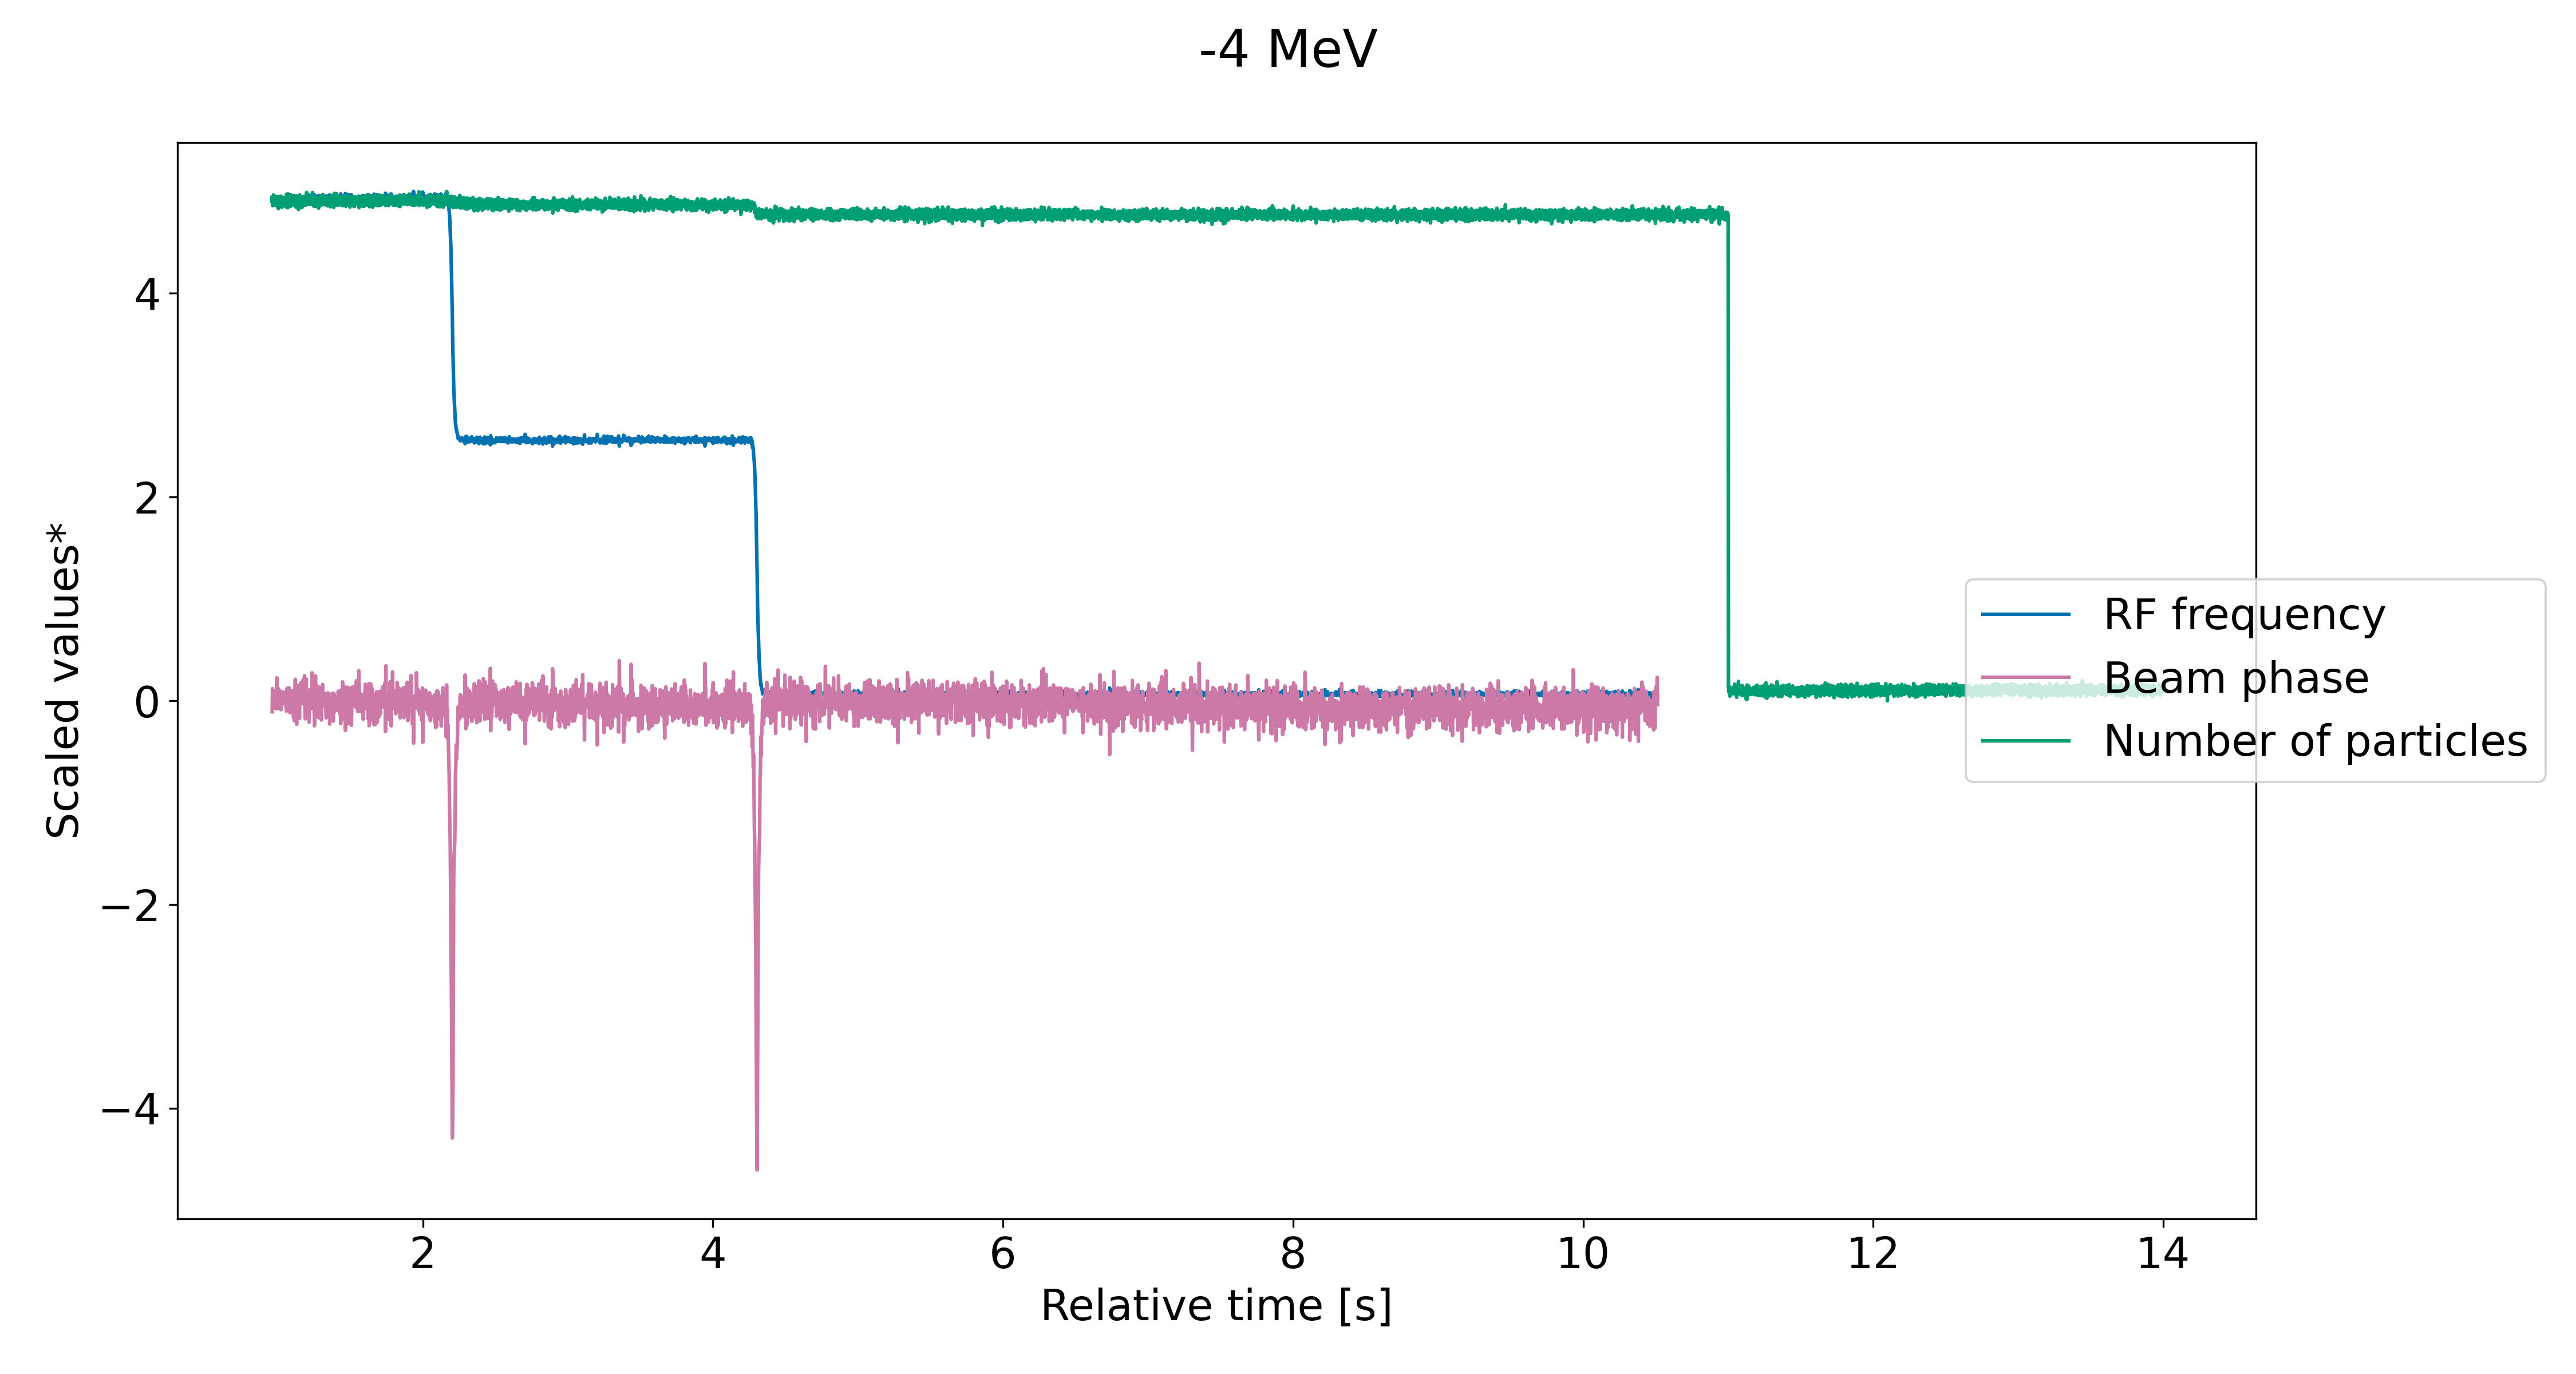 -4 MeV
Scaled values*
4
2
0
−2
−4
2 4 6 8 10 12 14
Relative time [s]
RF frequency
Beam phase
Number of particles